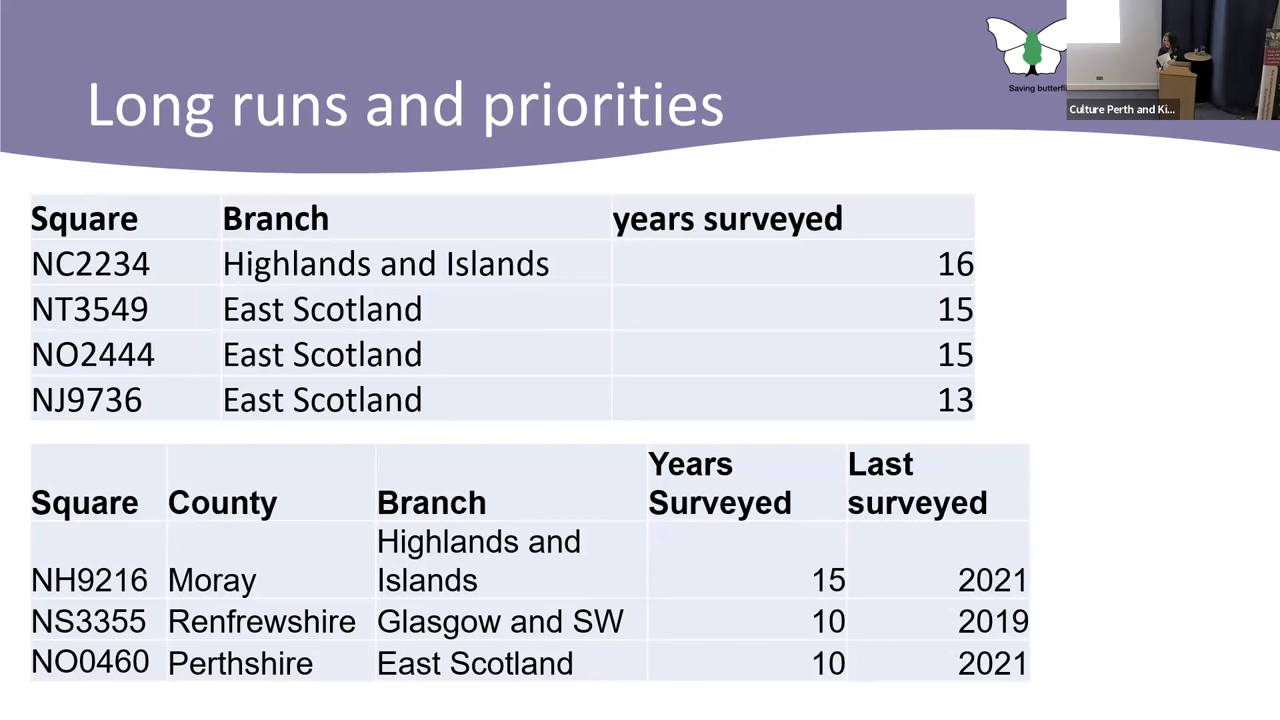 Long runs and priorities
Saving butterfli
Culture Perth and Ki...
Square Branch years surveyed
NC2234 Highlands and Islands 16
NT3549 East Scotland 15
NO2444 East Scotland 15
NJ9736 East Scotland 13
Square County Branch Years Surveyed Last surveyed
NH9216 Moray Highlands and Islands 15 2021
NS3355 Renfrewshire Glasgow and SW 10 2019
NO0460 Perthshire East Scotland 10 2021